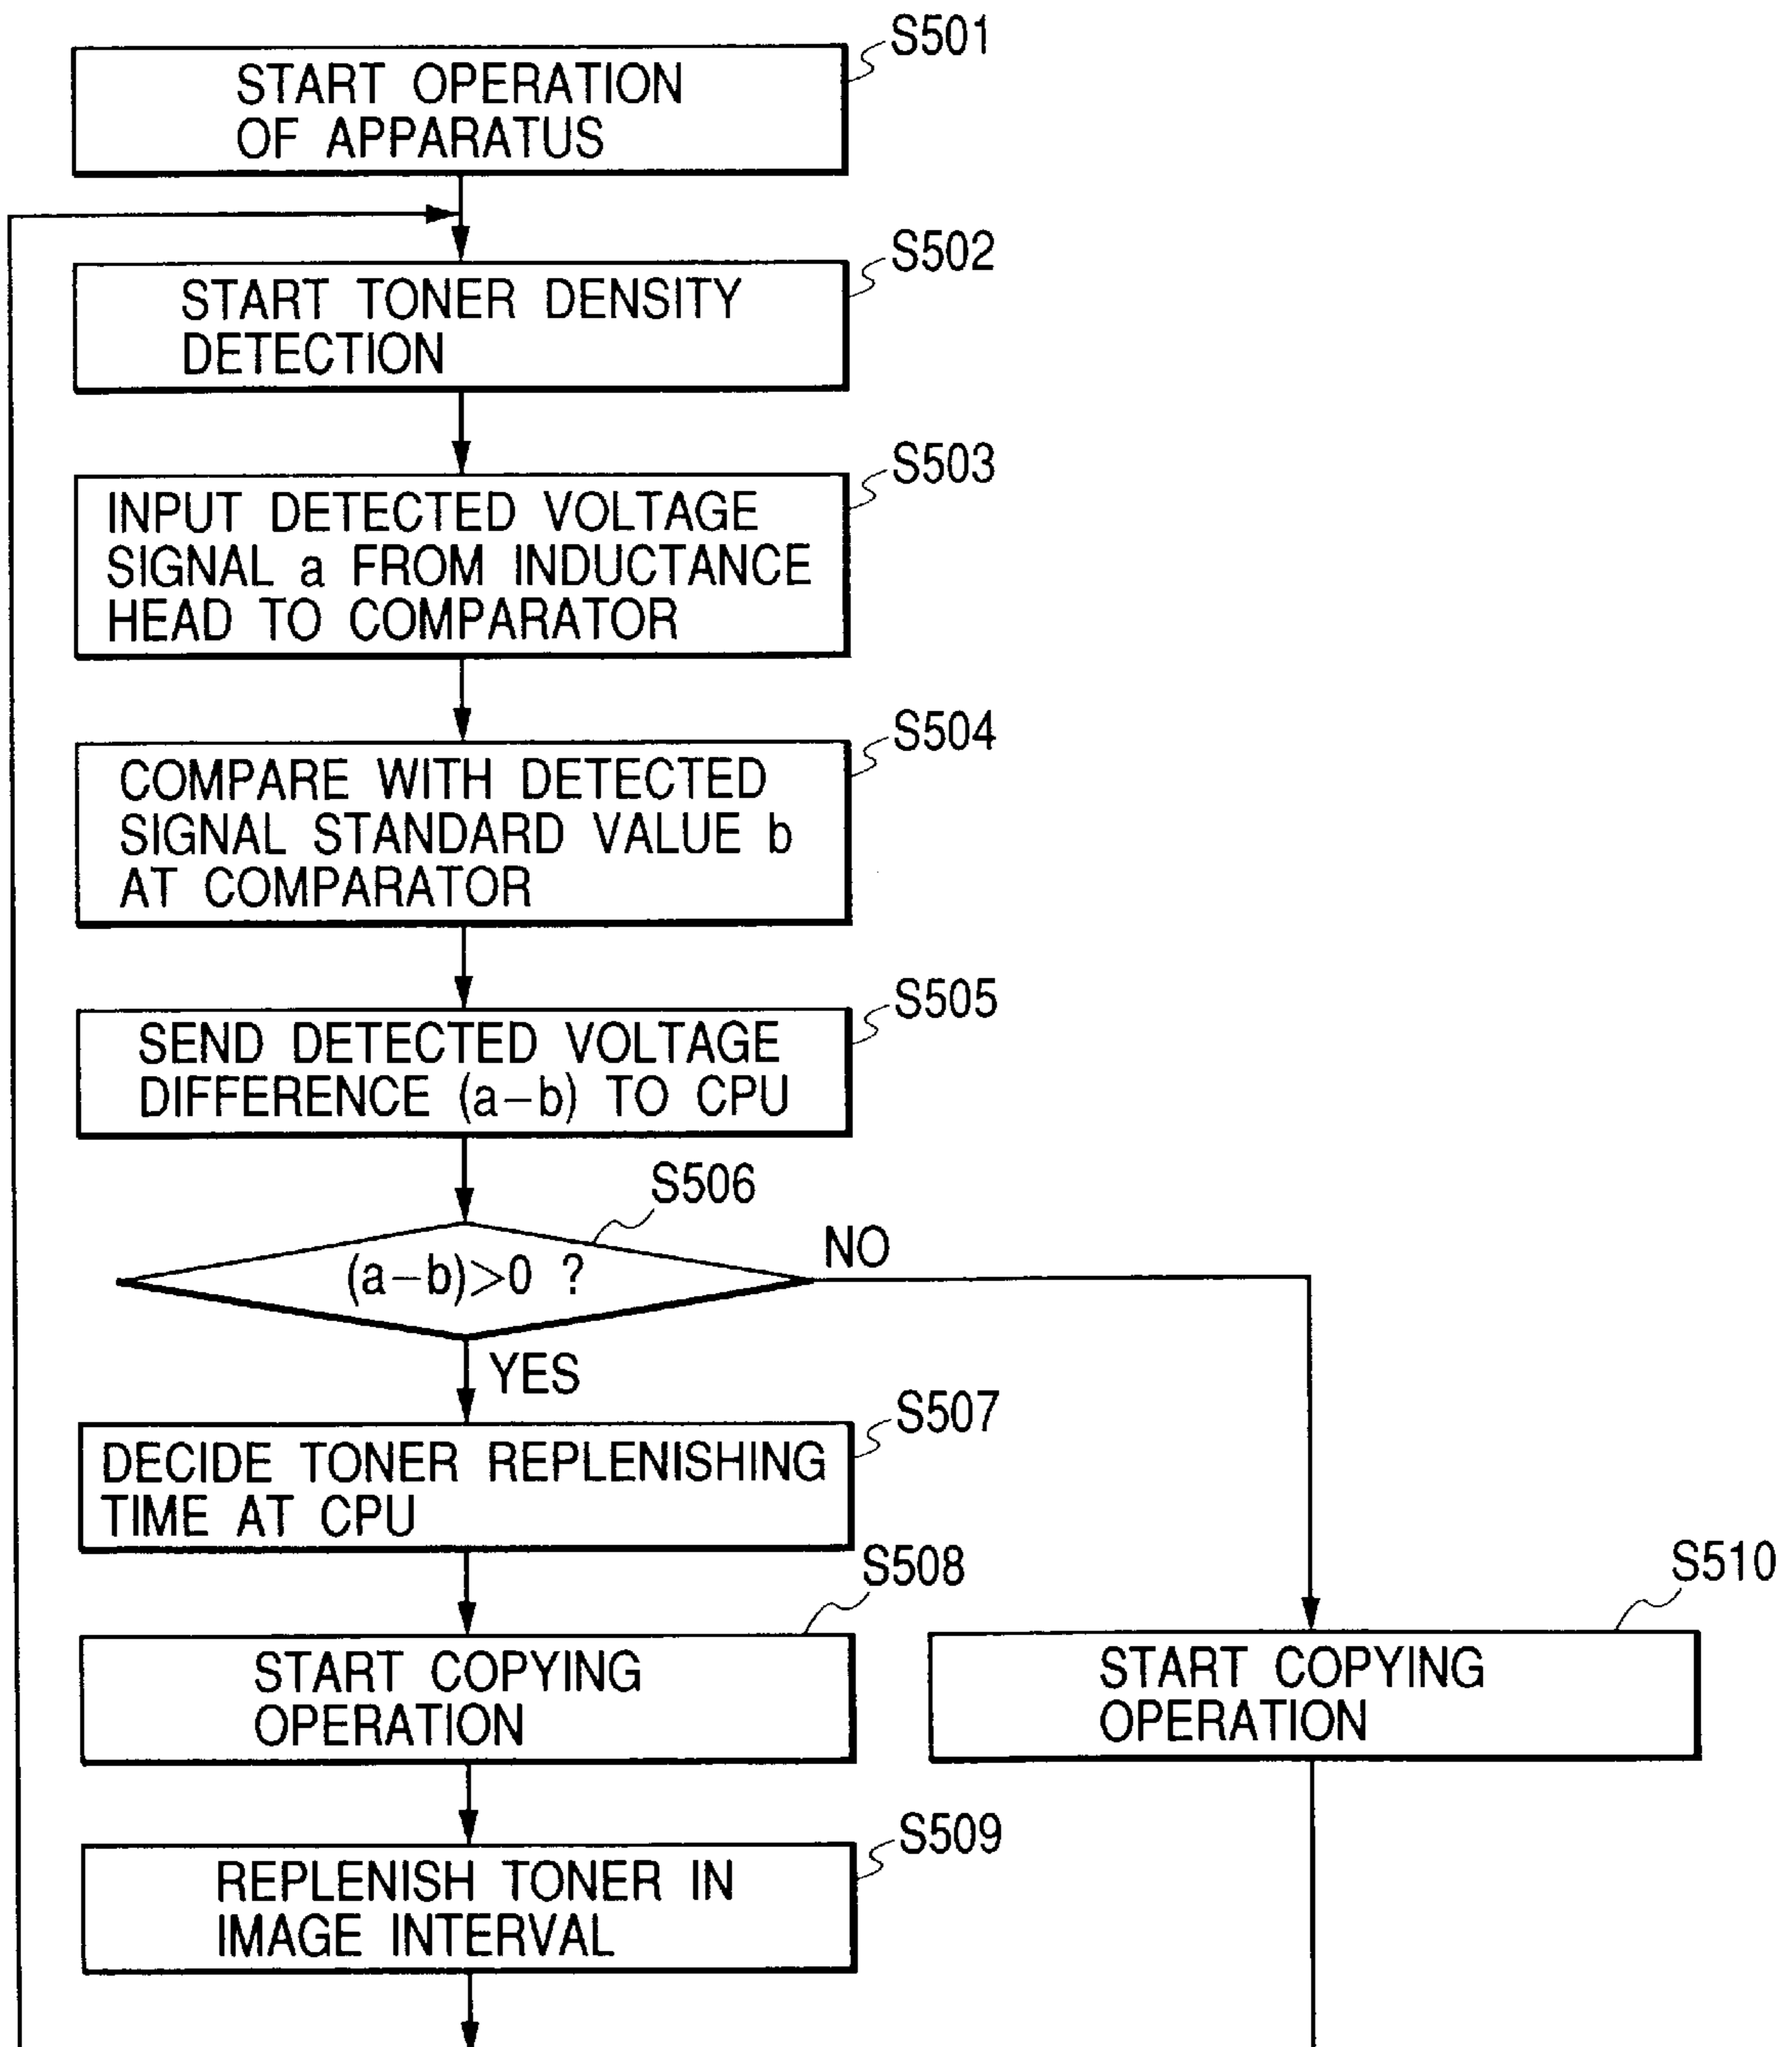 S501
START OPERATION
OF APPARATUS
S502
START TONER DENSITY
DETECTION
S503
INPUT DETECTED VOLTAGE
SIGNAL a FROM INDUCTANCE
HEAD TO COMPARATOR
S504
COMPARE WITH DETECTED
SIGNAL STANDARD VALUE b
AT COMPARATOR
S505
SEND DETECTED VOLTAGE
DIFFERENCE (a-b) TO CPU
S506
(a-b)>0 ?
NO
YES
S507
DECIDE TONER REPLENISHING
TIME AT CPU
S508
START COPYING
OPERATION
S510
START COPYING
OPERATION
S509
REPLENISH TONER IN
IMAGE INTERVAL